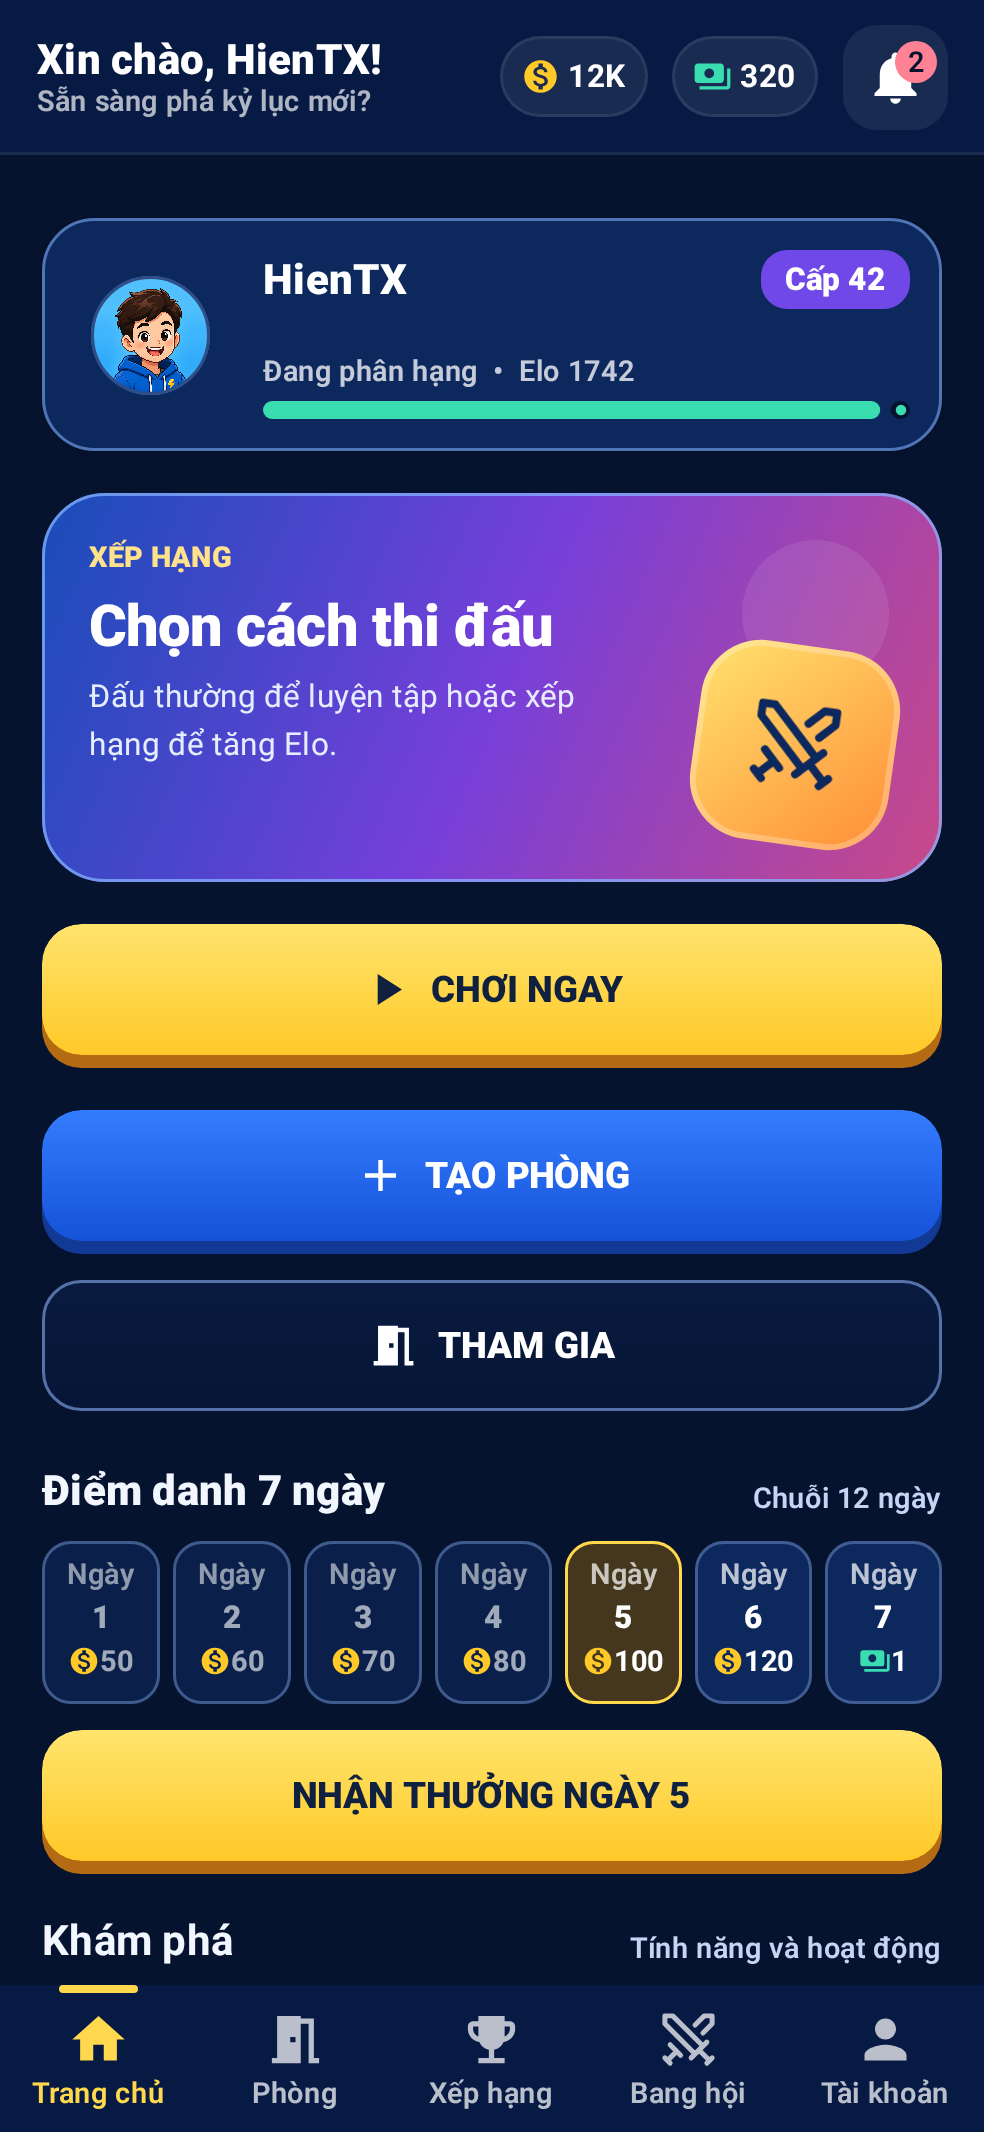 Xin chào, HienTX!
Sẵn sàng phá kỷ lục mới?
12K
320
2
HienTX
Cấp 42
Đang phân hạng • Elo 1742
XẾP HẠNG
Chọn cách thi đấu
Đấu thường để luyện tập hoặc xếp
hạng để tăng Elo.
CHƠI NGAY
TẠO PHÒNG
THAM GIA
Điểm danh 7 ngày
Chuỗi 12 ngày
Ngày
1
50
Ngày
2
60
Ngày
3
70
Ngày
4
80
Ngày
5
100
Ngày
6
120
Ngày
7
1
NHẬN THƯỞNG NGÀY 5
Khám phá
Tính năng và hoạt động
Trang chủ
Phòng
Xếp hạng
Bang hội
Tài khoản